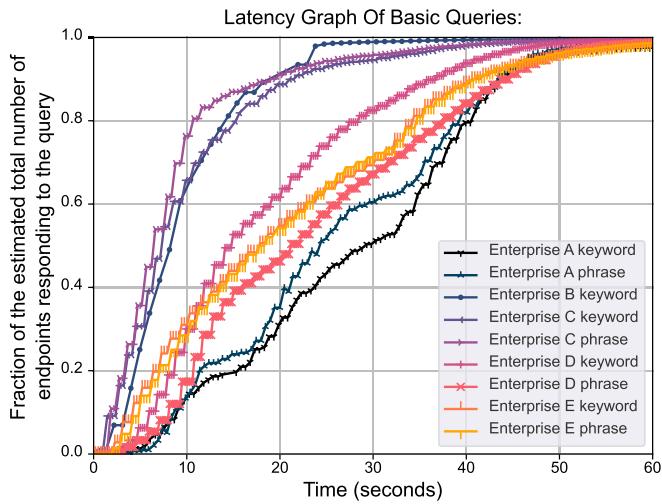 Latency Graph Of Basic Queries:
Fraction of the estimated total number of
endpoints responding to the query
1.0
0.8
0.6
0.4
0.2
0.0
Enterprise A keyword
Enterprise A phrase
Enterprise B keyword
Enterprise C keyword
Enterprise C phrase
Enterprise D keyword
Enterprise D phrase
Enterprise E keyword
Enterprise E phrase
0 10 20 30 40 50 60
Time (seconds)